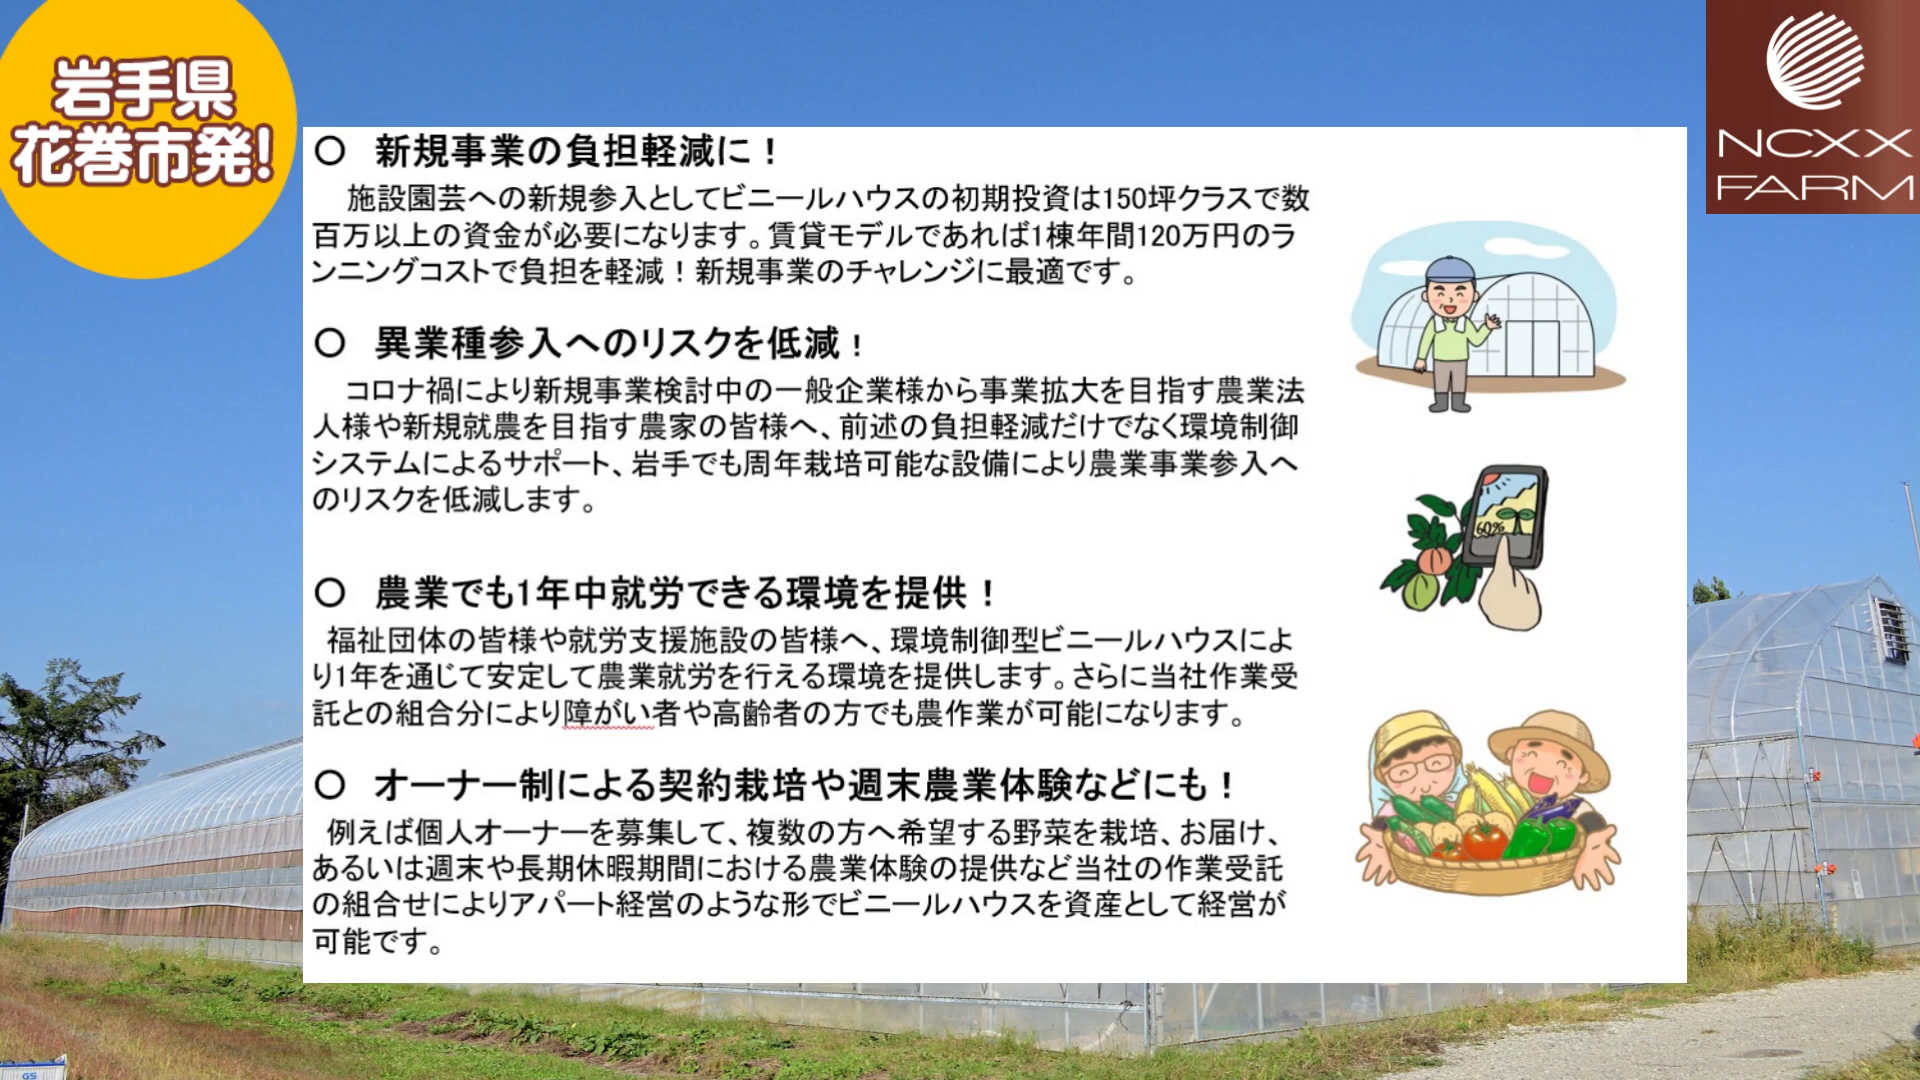 岩手県
花巻市発!
NCXX
FARM
〇 新規事業の負担軽減に！
施設園芸への新規参入としてビニールハウスの初期投資は150坪クラスで数
百万以上の資金が必要になります。賃貸モデルであれば1棟年間120万円のラ
ンニングコストで負担を軽減！新規事業のチャレンジに最適です。
〇 異業種参入へのリスクを低減！
コロナ禍により新規事業検討中の一般企業様から事業拡大を目指す農業法
人様や新規就農を目指す農家の皆様へ、前述の負担軽減だけでなく環境制御
システムによるサポート、岩手でも周年栽培可能な設備により農業事業参入へ
のリスクを低減します。
60%
〇 農業でも1年中就労できる環境を提供！
福祉団体の皆様や就労支援施設の皆様へ、環境制御型ビニールハウスによ
り1年を通じて安定して農業就労を行える環境を提供します。さらに当社作業受
託との組合分により障がい者や高齢者の方でも農作業が可能になります。
〇 オーナー制による契約栽培や週末農業体験などにも！
例えば個人オーナーを募集して、複数の方へ希望する野菜を栽培、お届け、
あるいは週末や長期休暇期間における農業体験の提供など当社の作業受託
の組合せによりアパート経営のような形でビニールハウスを資産として経営が
可能です。
GS